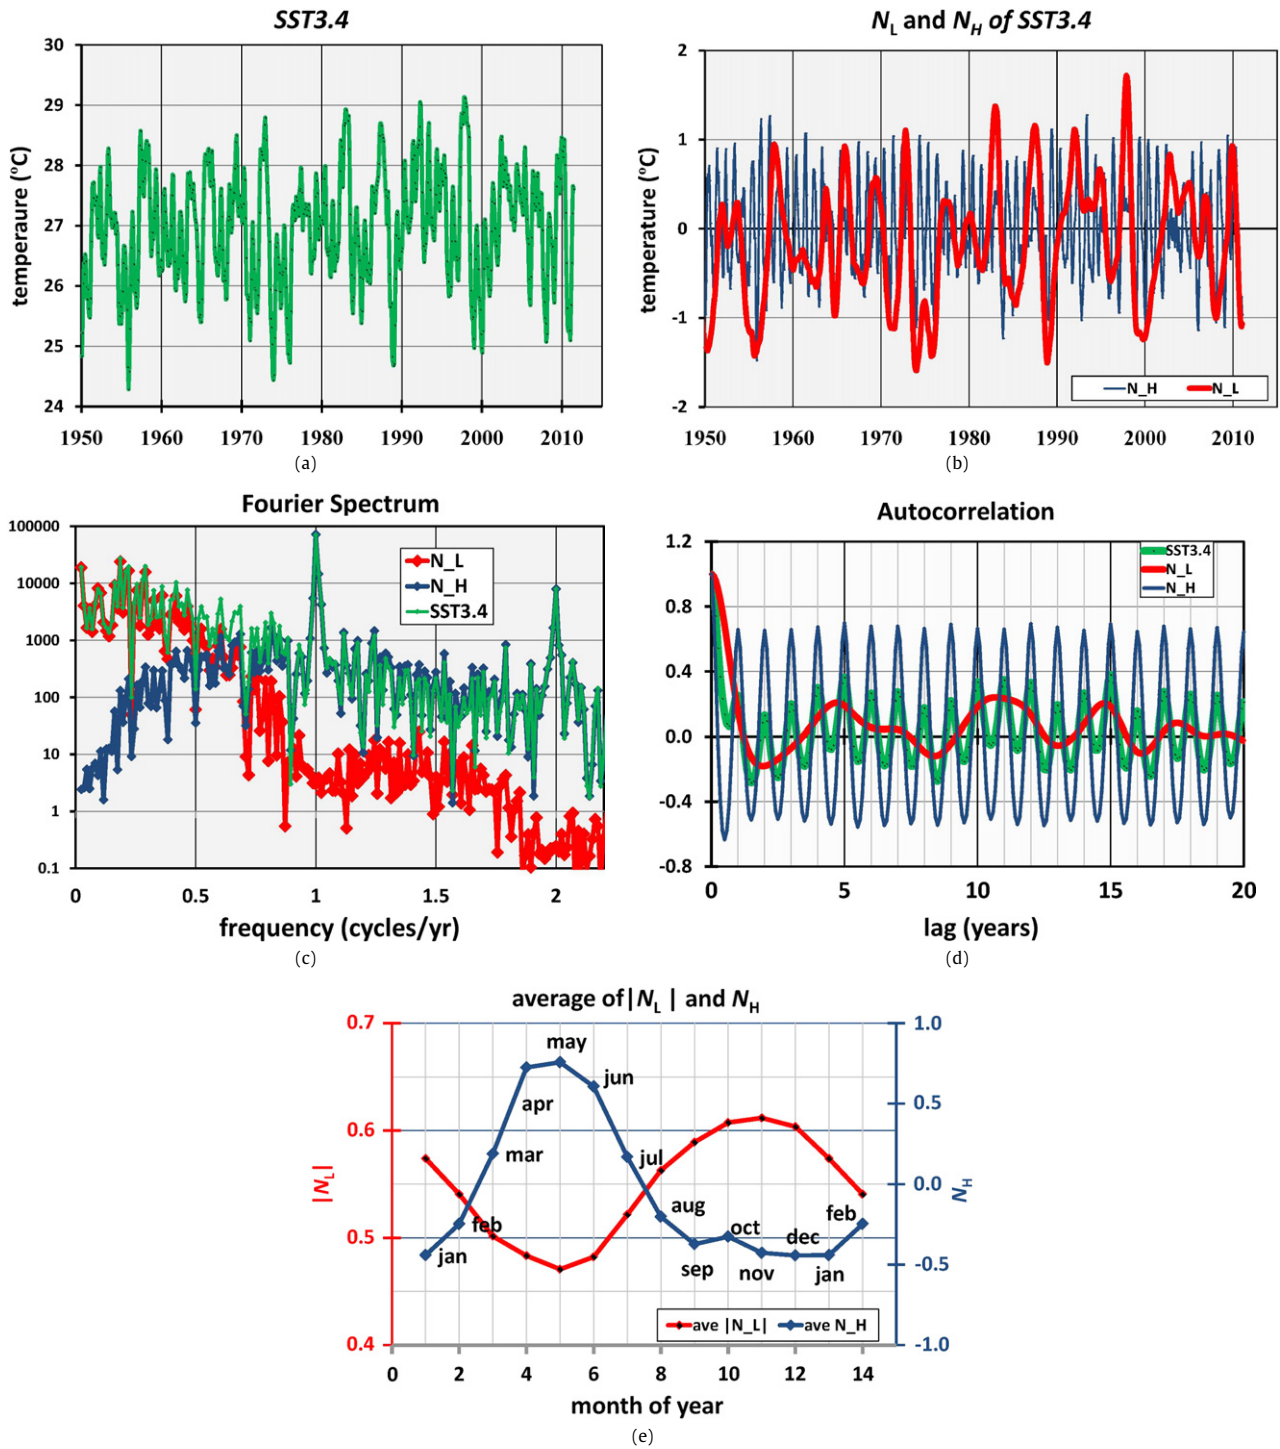 SST3.4
30
29
28
27
26
25
24
temperaure (°C)
1950 1960 1970 1980 1990 2000 2010
(a)
N_L and N_H of SST3.4
2
1
0
-1
-2
temperature (°C)
N_H N_L
1950 1960 1970 1980 1990 2000 2010
(b)
Fourier Spectrum
100000
10000
1000
100
10
1
0.1
N_L
N_H
SST3.4
0 0.5 1 1.5 2
frequency (cycles/yr)
(c)
Autocorrelation
1.2
0.8
0.4
0.0
-0.4
-0.8
SST3.4
N_L
N_H
0 5 10 15 20
lag (years)
(d)
average of|N_L | and N_H
0.7
0.6
0.5
0.4
|N_L|
1.0
0.5
0.0
-0.5
-1.0
N_H
may
jun
apr
mar
jul
aug
feb
feb
oct
dec
jan
sep
nov
jan
ave |N_L| ave N_H
0 2 4 6 8 10 12 14
month of year
(e)